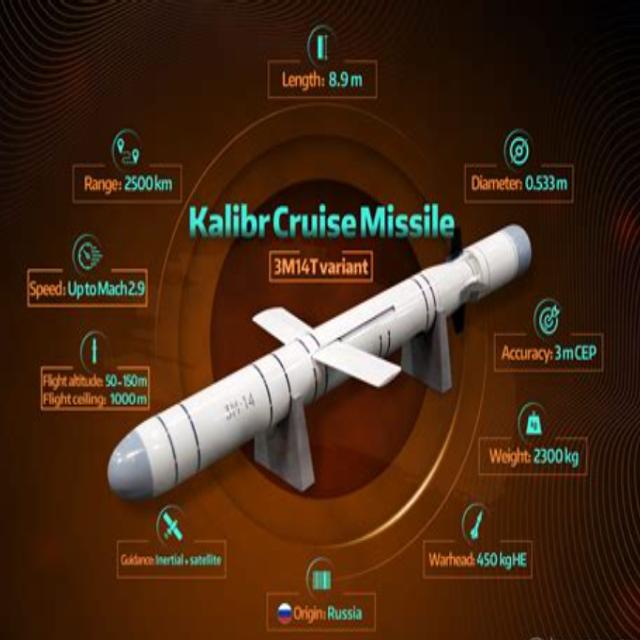 Length: 8.9 m
Range: 2500 km
Diameter: 0.533 m
Kalibr Cruise Missile
3M14T variant
Speed: Up to Mach 2.9
Accuracy: 3 m CEP
Flight altitude: 50-150 m
Flight ceiling: 1000 m
3M-14
Weight: 2300 kg
Guidance: Inertial + satellite
Warhead: 450 kg HE
Origin: Russia